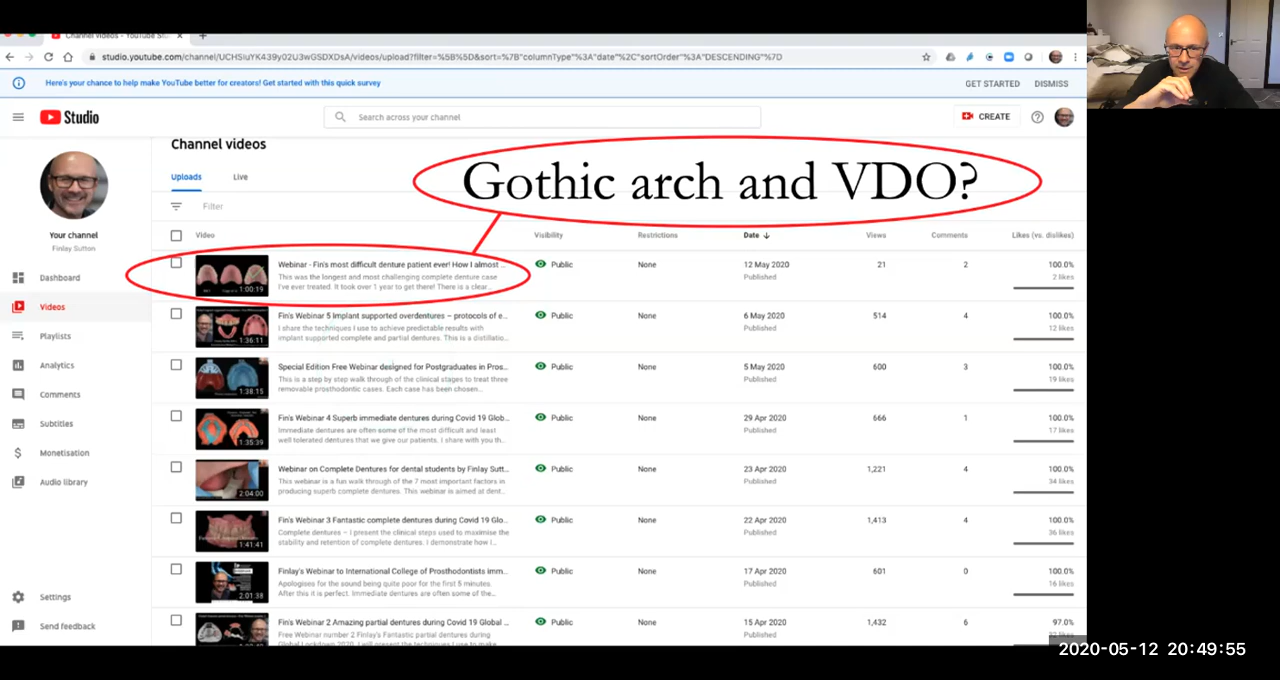 Channel videos - YouTube Stu
studio.youtube.com/channel/UCHSiuYK439y02U3wGSDXDsA/videos/upload?filter=%5B%5D&sort=%7B"columnType"%3A"date"%2C"sortOrder"%3A"DESCENDING"%7D
Here's your chance to help make YouTube better for creators! Get started with this quick survey
GET STARTED
DISMISS
Studio
Search across your channel
CREATE
Channel videos
Gothic arch and VDO?
Uploads
Live
Filter
Your channel
Finlay Sutton
Dashboard
Videos
Playlists
Analytics
Comments
Subtitles
Monetisation
Audio library
Settings
Send feedback
Video Visibility Restrictions Date Views Comments Likes (vs. dislikes)
1:00:19
Webinar - Fin's most difficult denture patient ever! How I almost ... Public None 12 May 2020 21 2 100.0%
This was the longest and most challenging complete denture case Published 2 likes
I've ever treated. It took over 1 year to get there! There is a clear...
1:36:11
Fin's Webinar 5 Implant supported overdentures – protocols of e... Public None 6 May 2020 514 4 100.0%
I share the techniques I use to achieve predictable results with Published 12 likes
implant supported complete and partial dentures. This is a distillatio...
1:38:15
Special Edition Free Webinar designed for Postgraduates in Pros... Public None 5 May 2020 600 3 100.0%
This is a step by step walk through of the clinical stages to treat three Published 19 likes
removable prosthodontic cases. Each case has been chosen...
1:35:39
Fin's Webinar 4 Superb immediate dentures during Covid 19 Glob... Public None 29 Apr 2020 666 1 100.0%
Immediate dentures are often some of the most difficult and least Published 17 likes
well tolerated dentures that we give our patients. I share with you th...
2:04:00
Webinar on Complete Dentures for dental students by Finlay Sutt... Public None 23 Apr 2020 1,221 4 100.0%
This webinar is a fun walk through of the 7 most important factors in Published 34 likes
producing superb complete dentures. This webinar is aimed at dent...
1:41:41
Fin's Webinar 3 Fantastic complete dentures during Covid 19 Glo... Public None 22 Apr 2020 1,413 4 100.0%
Complete dentures – I present the clinical steps used to maximise the Published 36 likes
stability and retention of complete dentures. I demonstrate how I...
2:01:38
Finlay's Webinar to International College of Prosthodontists imm... Public None 17 Apr 2020 601 0 100.0%
Apologises for the sound being quite poor for the first 5 minutes. Published 16 likes
After this it is perfect. Immediate dentures are often some of the...
Fin's Webinar 2 Amazing partial dentures during Covid 19 Global ... Public None 15 Apr 2020 1,432 6 97.0%
Free Webinar number 2 Finlay's Fantastic partial dentures during Published
Global Lockdown 2020. I will present the techniques I use to make...
2020-05-12 20:49:55